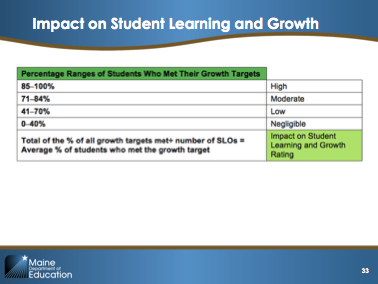 Impact on Student Learning and Growth
Percentage Ranges of Students Who Met Their Growth Targets
85–100% High
71–84% Moderate
41–70% Low
0–40% Negligible
Total of the % of all growth targets met÷ number of SLOs =
Average % of students who met the growth target
Impact on Student
Learning and Growth
Rating
Maine
Department of
Education
33